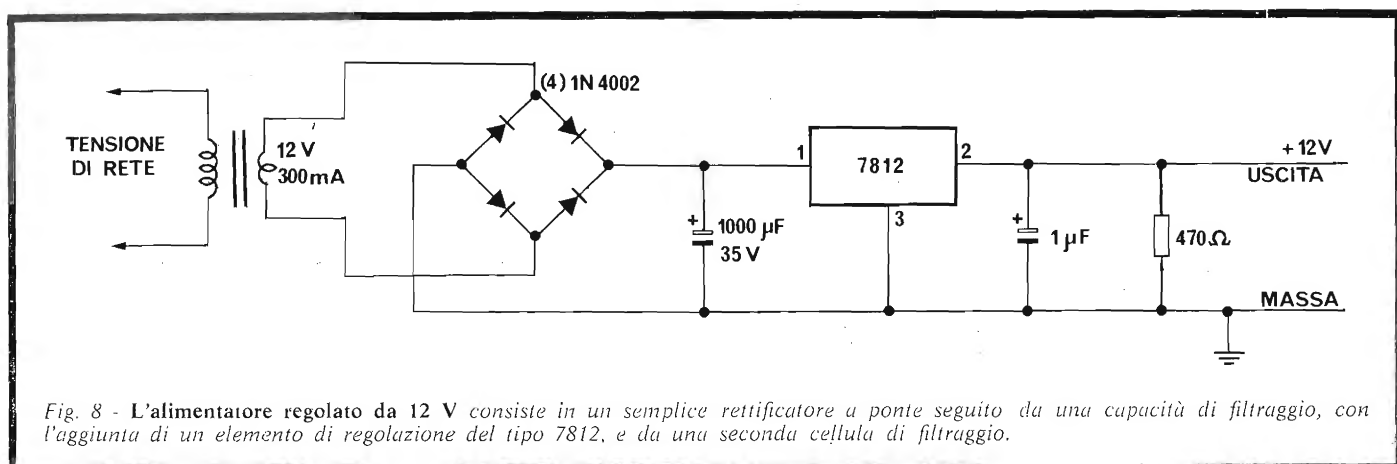 (4) 1N 4002
TENSIONE
DI RETE
12 V
300mA
1
7812
2
3
+
1000 µF
35 V
+
1 µF
470Ω
+12V
USCITA
MASSA
Fig. 8 - L'alimentatore regolato da 12 V consiste in un semplice rettificatore a ponte seguito da una capacità di filtraggio, con
l'aggiunta di un elemento di regolazione del tipo 7812, e da una seconda cellula di filtraggio.